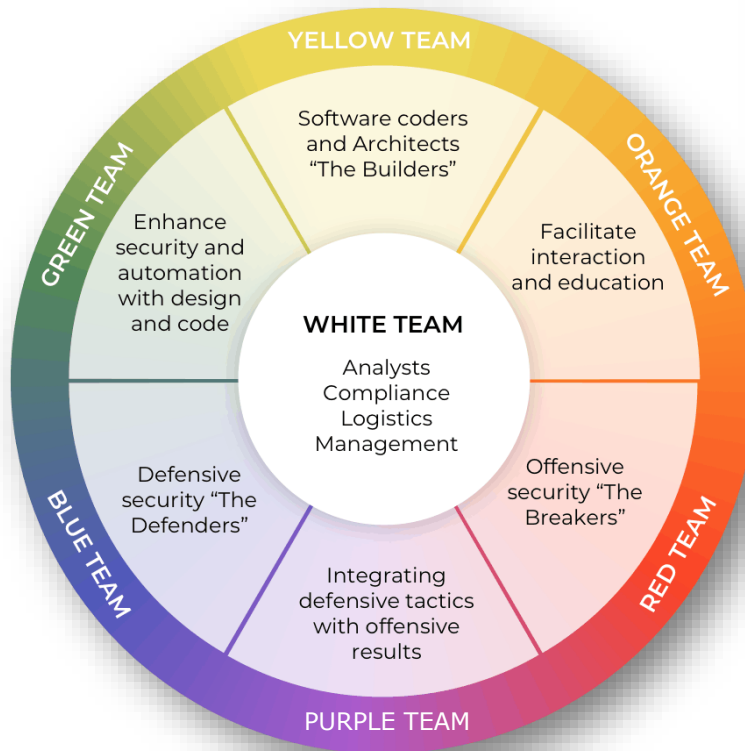 YELLOW TEAM
Software coders
and Architects
“The Builders”
ORANGE TEAM
Facilitate
interaction
and education
GREEN TEAM
Enhance
security and
automation
with design
and code
WHITE TEAM
Analysts
Compliance
Logistics
Management
BLUE TEAM
Defensive
security “The
Defenders”
RED TEAM
Offensive
security “The
Breakers”
Integrating
defensive tactics
with offensive
results
PURPLE TEAM